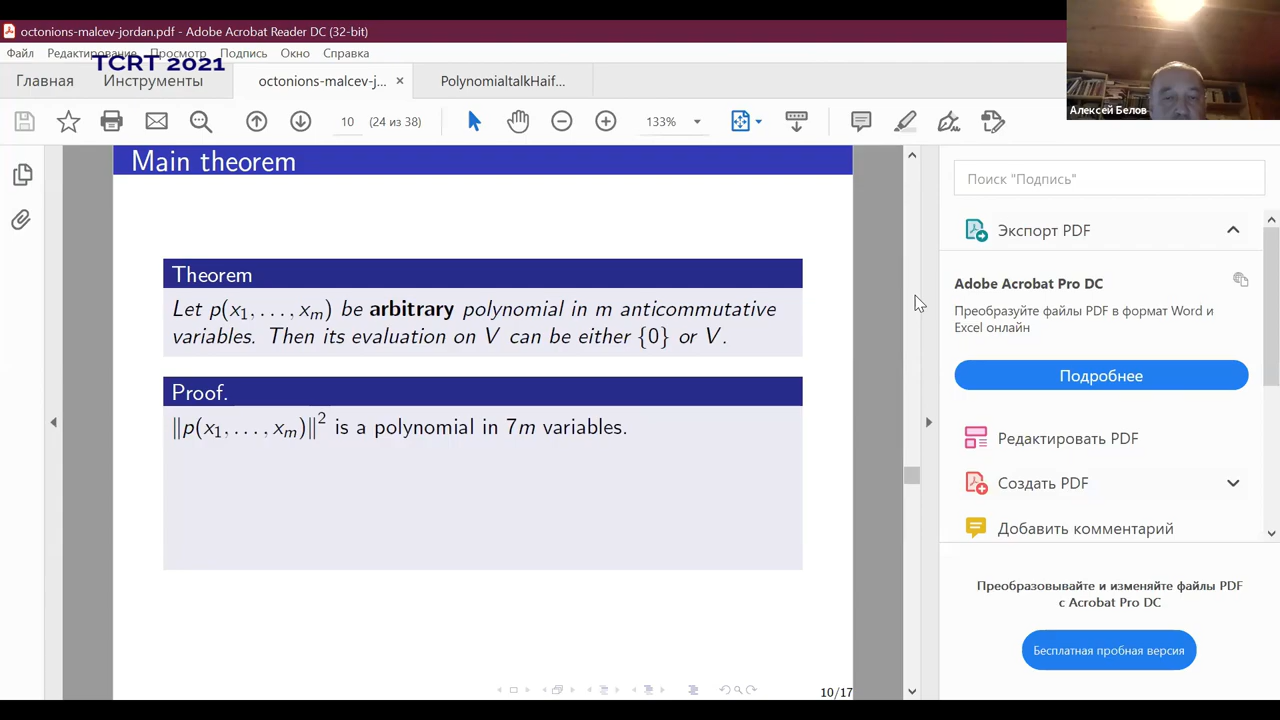 octonions-malcev-jordan.pdf - Adobe Acrobat Reader DC (32-bit)
Файл Редактирование Просмотр Подпись Окно Справка
TCRT 2021
Главная Инструменты octonions-malcev-j... × PolynomialtalkHaif...
10 (24 из 38) 133%
Алексей Белов
Main theorem
Theorem
Let p(x₁, . . . , xₘ) be arbitrary polynomial in m anticommutative
variables. Then its evaluation on V can be either {0} or V.
Proof.
‖p(x₁, . . . , xₘ)‖² is a polynomial in 7m variables.
10/17
Поиск "Подпись"
Экспорт PDF
Adobe Acrobat Pro DC
Преобразуйте файлы PDF в формат Word и
Excel онлайн
Подробнее
Редактировать PDF
Создать PDF
Добавить комментарий
Преобразовывайте и изменяйте файлы PDF
с Acrobat Pro DC
Бесплатная пробная версия